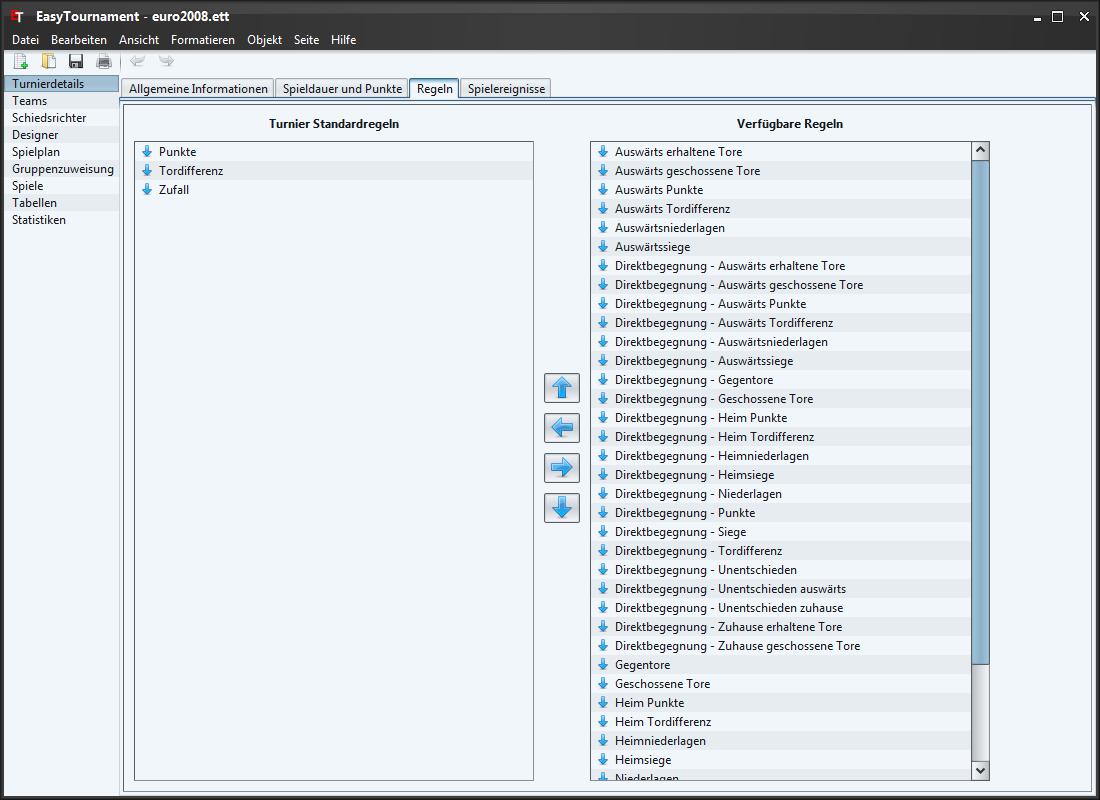 EasyTournament - euro2008.ett
Datei Bearbeiten Ansicht Formatieren Objekt Seite Hilfe
Turnierdetails
Teams
Schiedsrichter
Designer
Spielplan
Gruppenzuweisung
Spiele
Tabellen
Statistiken
Allgemeine Informationen Spieldauer und Punkte Regeln Spielereignisse
Turnier Standardregeln
Punkte
Tordifferenz
Zufall
Verfügbare Regeln
Auswärts erhaltene Tore
Auswärts geschossene Tore
Auswärts Punkte
Auswärts Tordifferenz
Auswärtsniederlagen
Auswärtssiege
Direktbegegnung - Auswärts erhaltene Tore
Direktbegegnung - Auswärts geschossene Tore
Direktbegegnung - Auswärts Punkte
Direktbegegnung - Auswärts Tordifferenz
Direktbegegnung - Auswärtsniederlagen
Direktbegegnung - Auswärtssiege
Direktbegegnung - Gegentore
Direktbegegnung - Geschossene Tore
Direktbegegnung - Heim Punkte
Direktbegegnung - Heim Tordifferenz
Direktbegegnung - Heimniederlagen
Direktbegegnung - Heimsiege
Direktbegegnung - Niederlagen
Direktbegegnung - Punkte
Direktbegegnung - Siege
Direktbegegnung - Tordifferenz
Direktbegegnung - Unentschieden
Direktbegegnung - Unentschieden auswärts
Direktbegegnung - Unentschieden zuhause
Direktbegegnung - Zuhause erhaltene Tore
Direktbegegnung - Zuhause geschossene Tore
Gegentore
Geschossene Tore
Heim Punkte
Heim Tordifferenz
Heimniederlagen
Heimsiege
Niederlagen